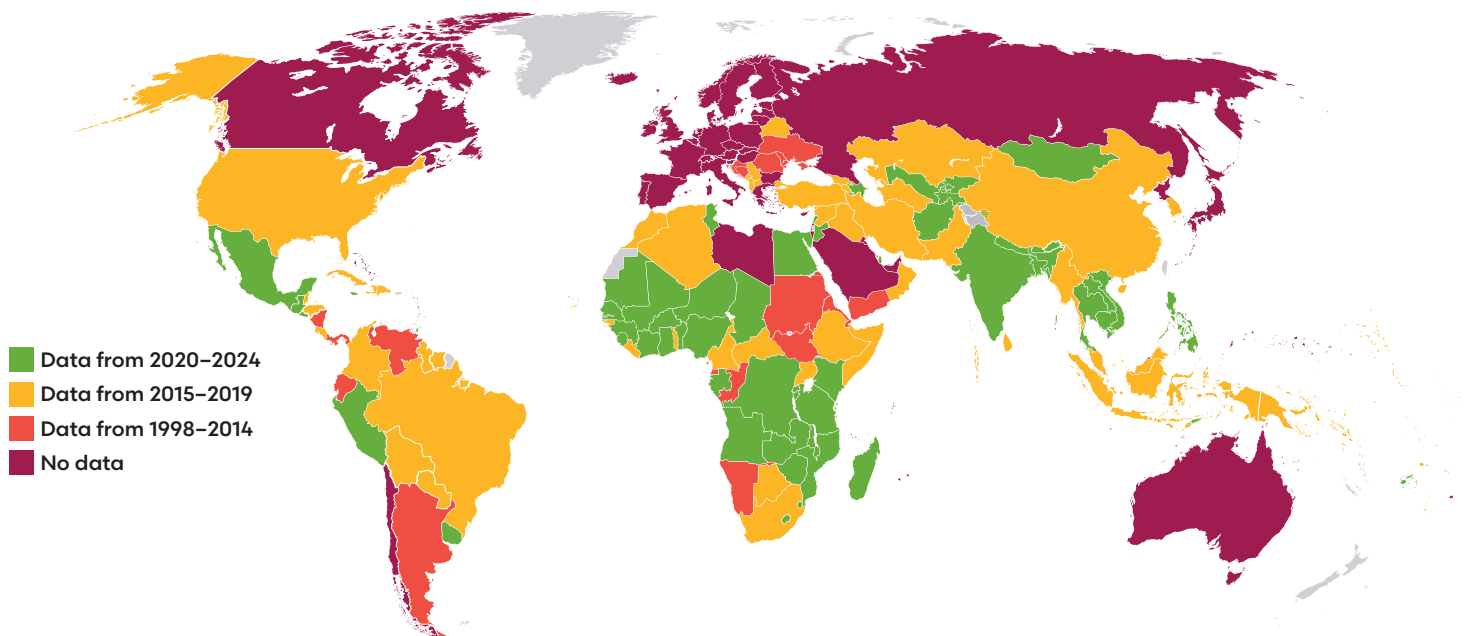 Data from 2020–2024
Data from 2015–2019
Data from 1998–2014
No data